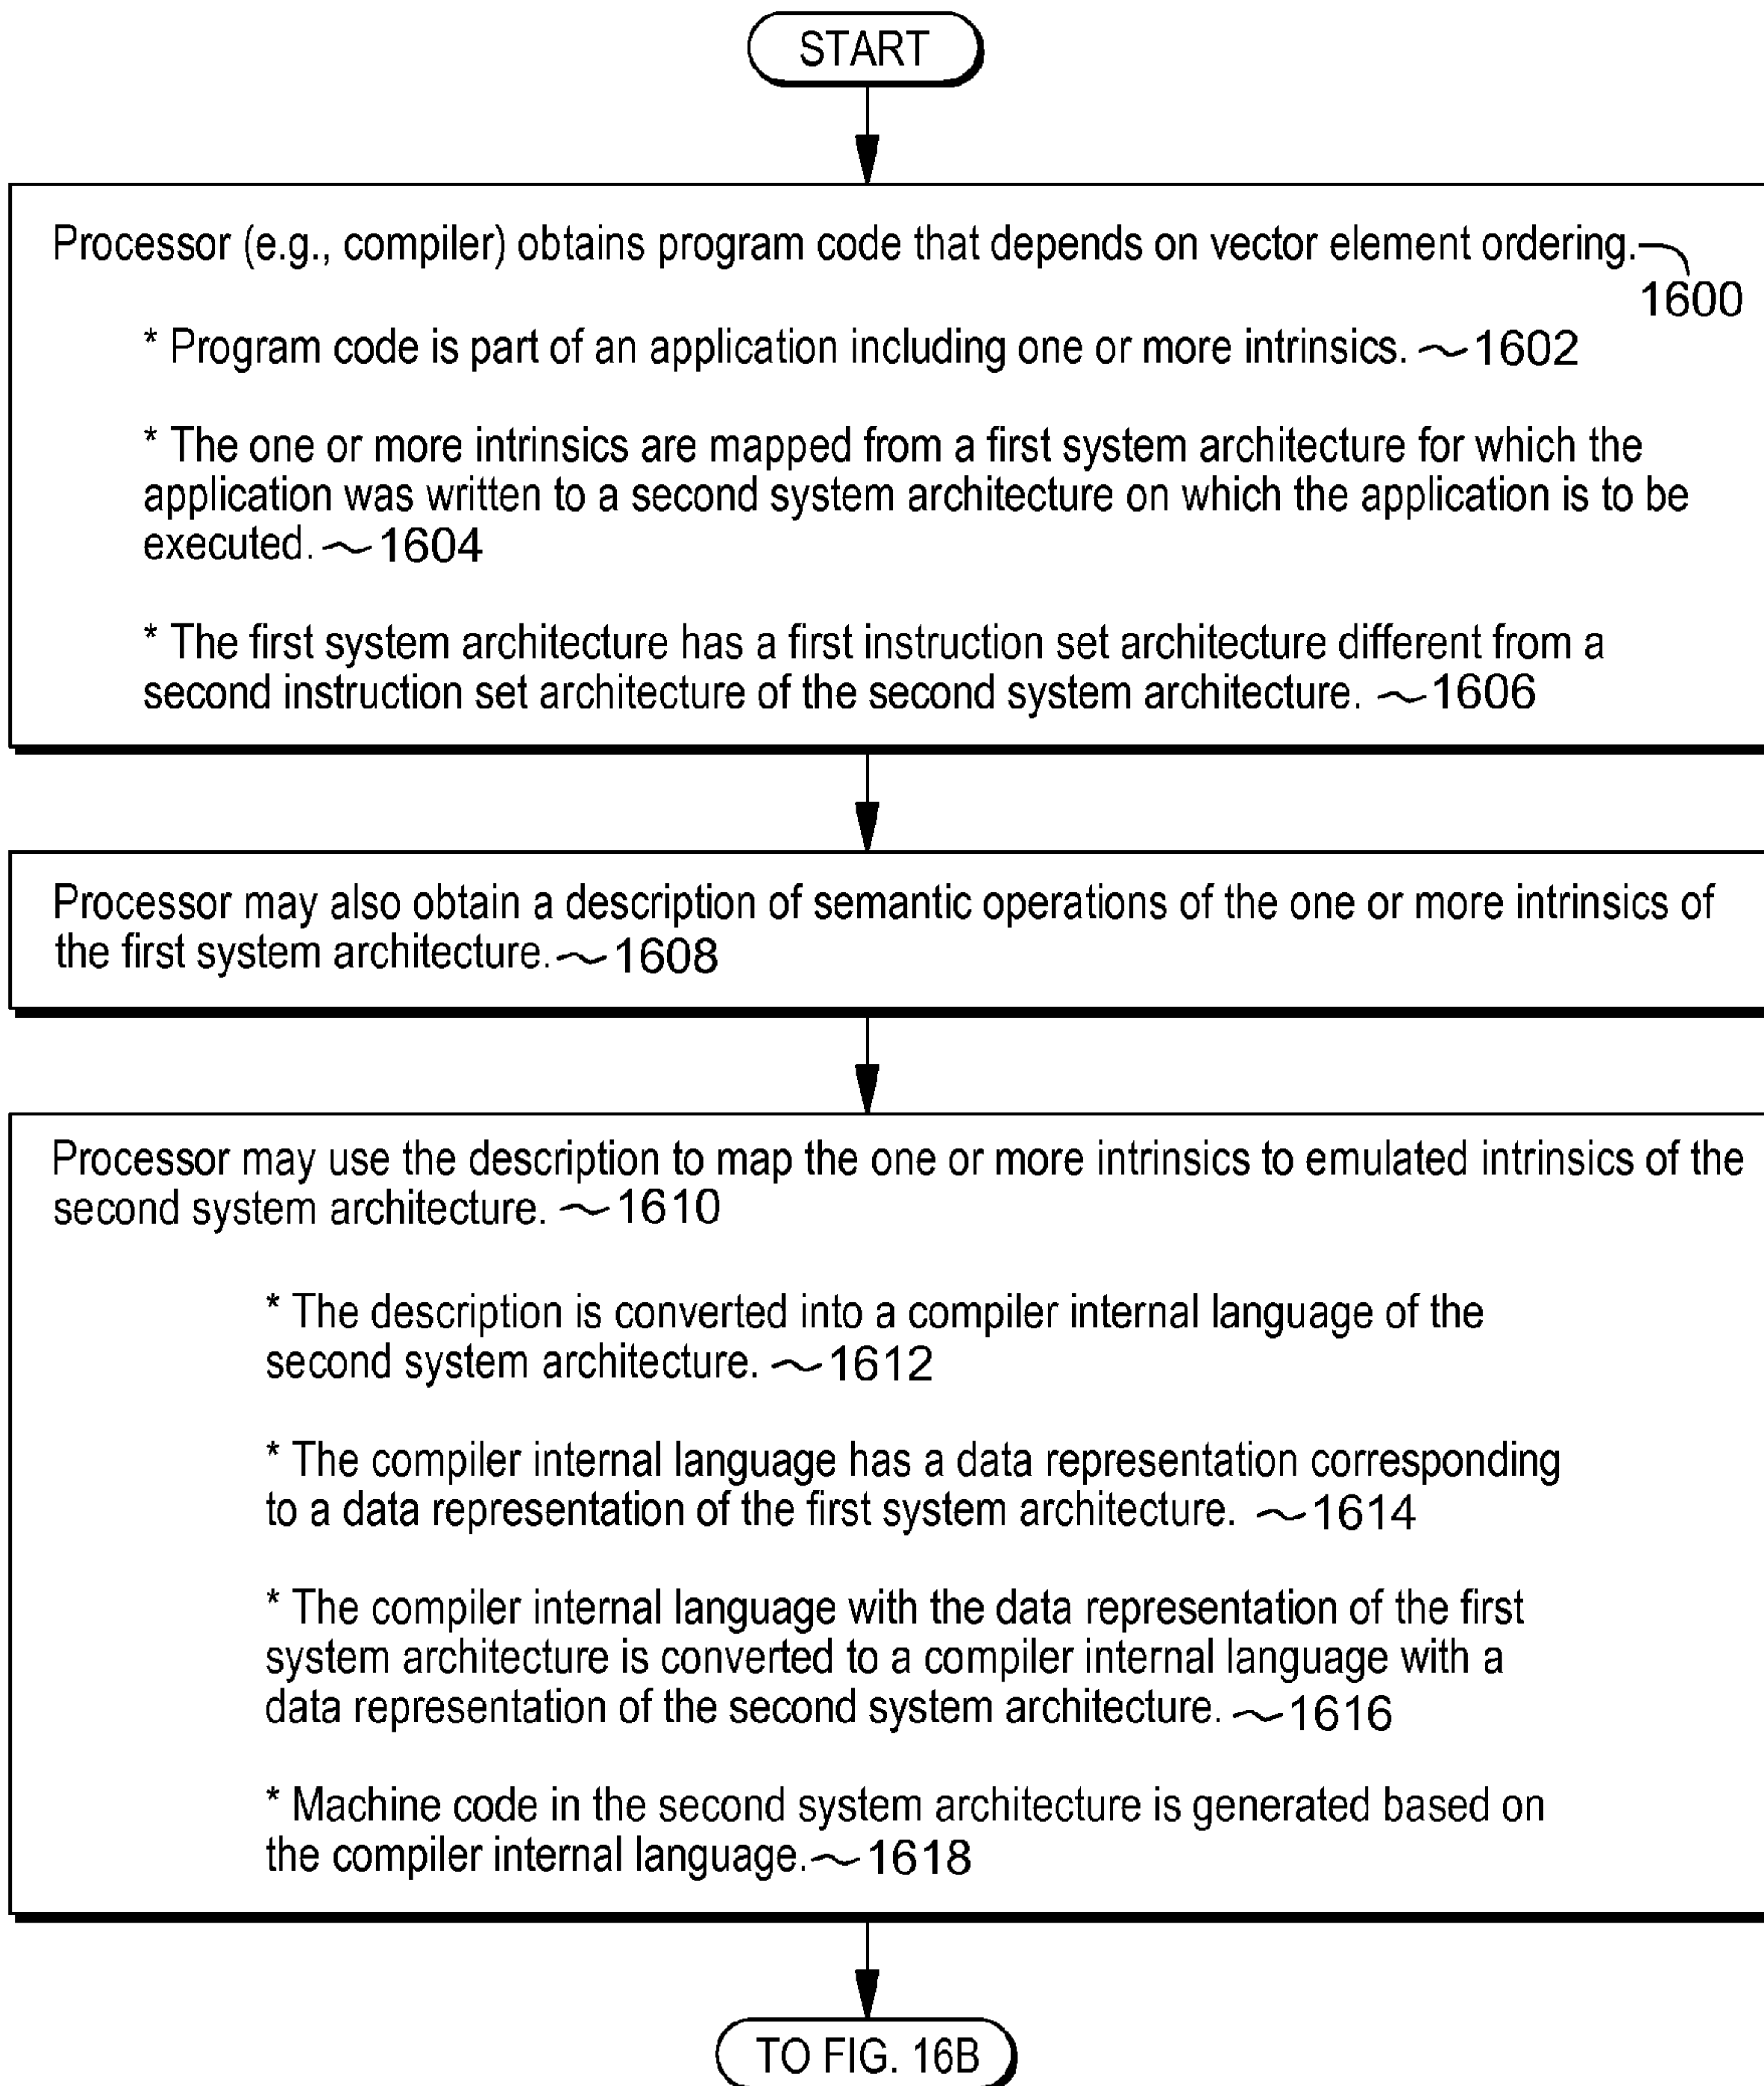 START
Processor (e.g., compiler) obtains program code that depends on vector element ordering.
1600
* Program code is part of an application including one or more intrinsics. ~1602
* The one or more intrinsics are mapped from a first system architecture for which the
application was written to a second system architecture on which the application is to be
executed. ~1604
* The first system architecture has a first instruction set architecture different from a
second instruction set architecture of the second system architecture. ~1606
Processor may also obtain a description of semantic operations of the one or more intrinsics of
the first system architecture. ~1608
Processor may use the description to map the one or more intrinsics to emulated intrinsics of the
second system architecture. ~1610
* The description is converted into a compiler internal language of the
second system architecture. ~1612
* The compiler internal language has a data representation corresponding
to a data representation of the first system architecture. ~1614
* The compiler internal language with the data representation of the first
system architecture is converted to a compiler internal language with a
data representation of the second system architecture. ~1616
* Machine code in the second system architecture is generated based on
the compiler internal language. ~1618
TO FIG. 16B